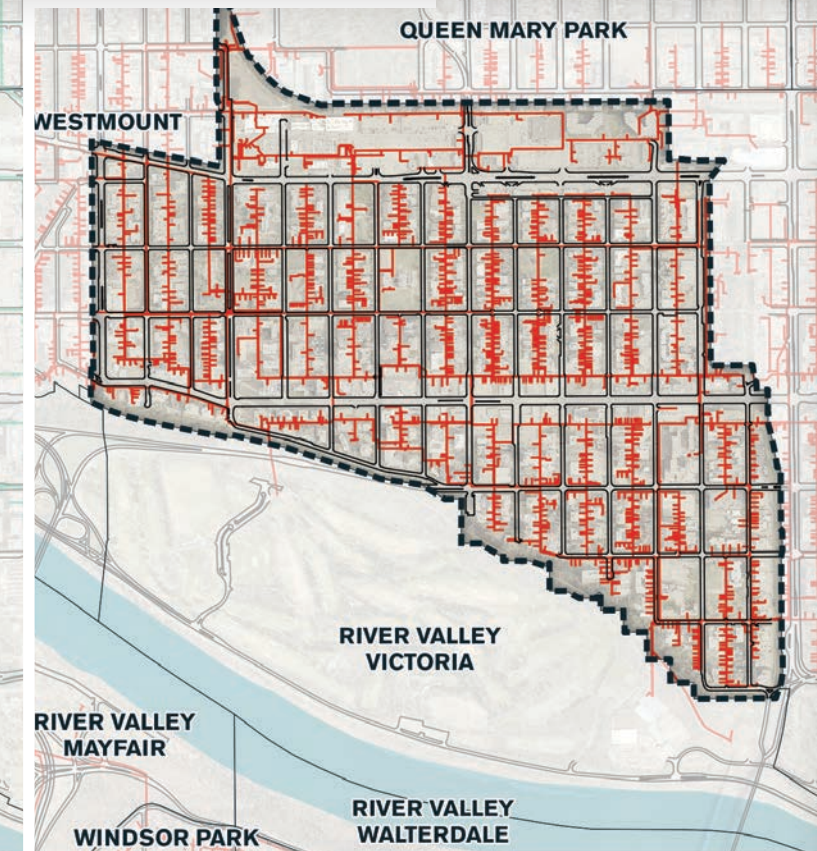 QUEEN MARY PARK
WESTMOUNT
RIVER VALLEY
VICTORIA
RIVER VALLEY
MAYFAIR
RIVER VALLEY
WALTERDALE
WINDSOR PARK